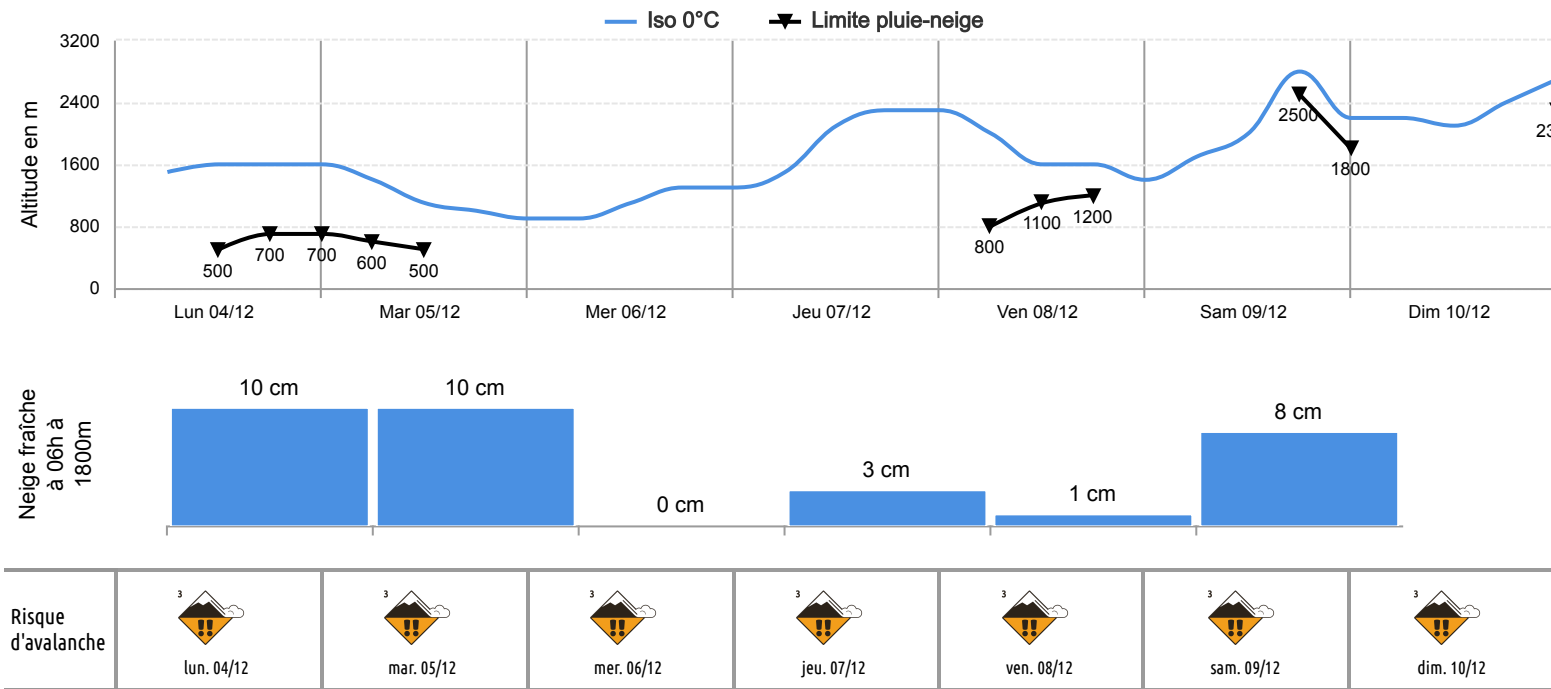 Iso 0°C Limite pluie-neige
3200
2400
1600
800
0
Altitude en m
500 700 700 600 500 800 1100 1200 2500 1800 23
Lun 04/12 Mar 05/12 Mer 06/12 Jeu 07/12 Ven 08/12 Sam 09/12 Dim 10/12
Neige fraîche
à 06h à
1800m
10 cm 10 cm 0 cm 3 cm 1 cm 8 cm
Risque
d'avalanche
3 3 3 3 3 3 3
lun. 04/12 mar. 05/12 mer. 06/12 jeu. 07/12 ven. 08/12 sam. 09/12 dim. 10/12